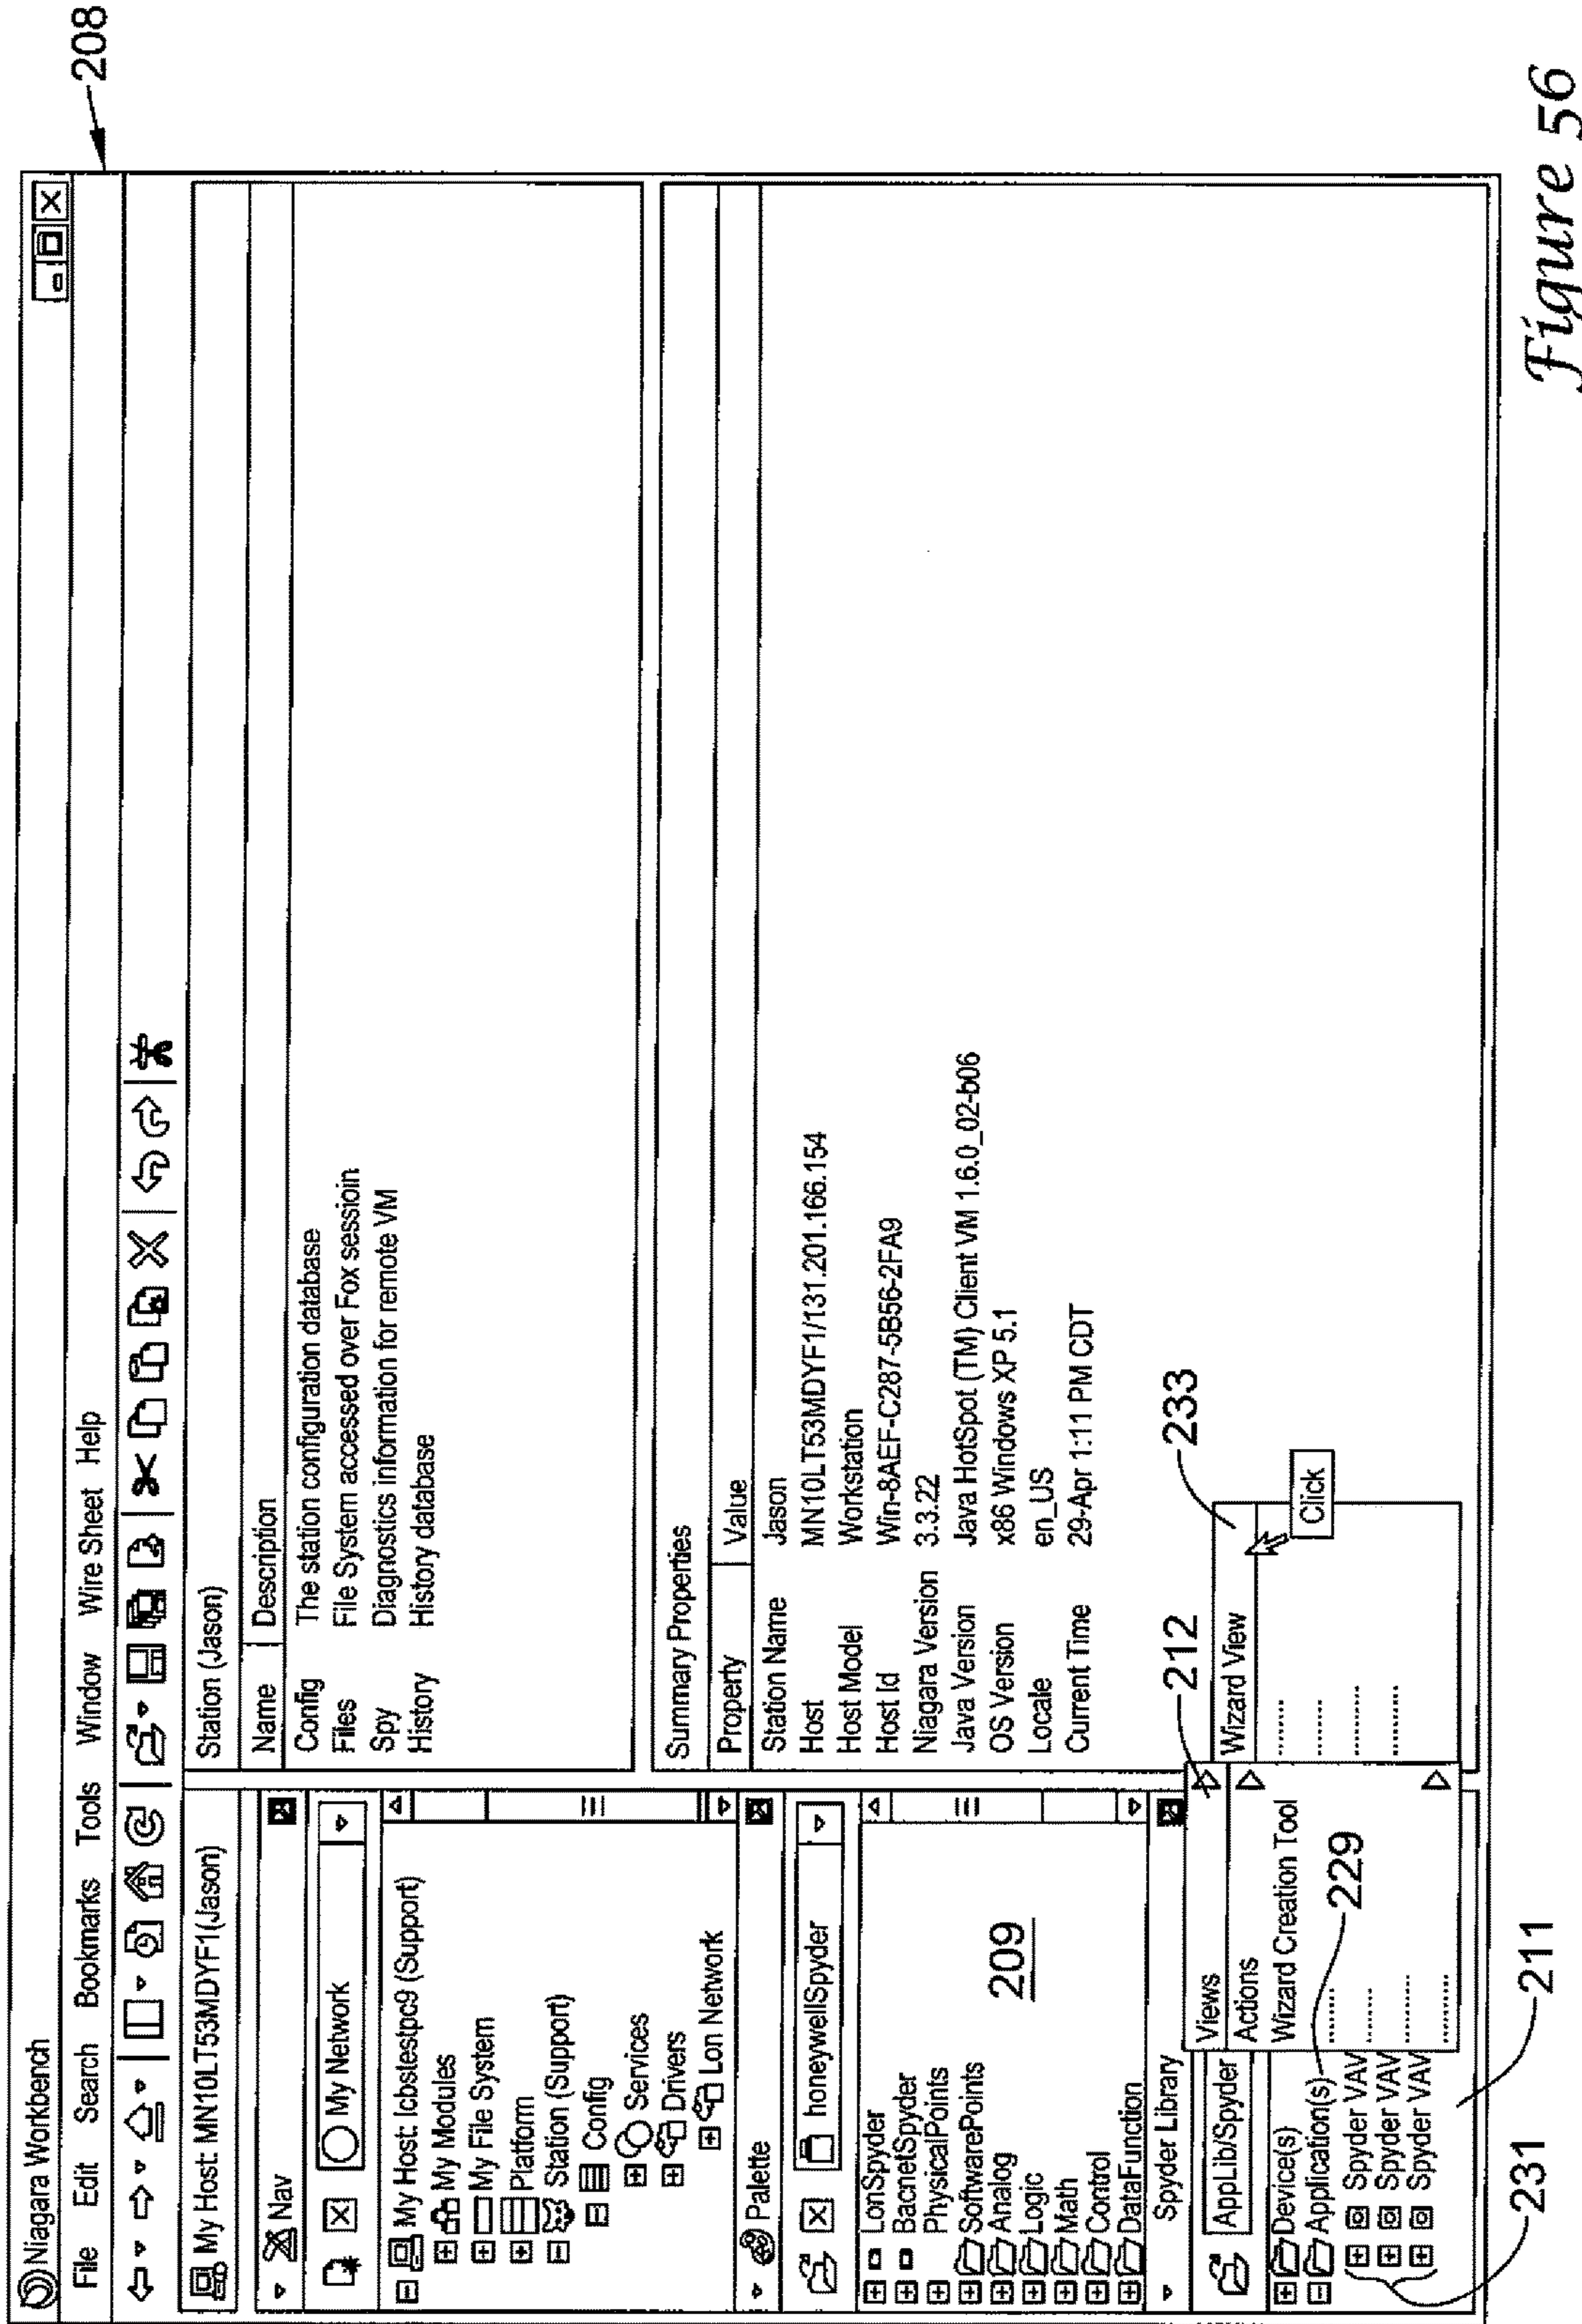 Niagara Workbench
File Edit Search Bookmarks Tools Window Wire Sheet Help
208
My Host: MN10LT53MDYF1(Jason)
Nav
My Network
My Host: Icbstestpc9 (Support)
My Modules
My File System
Platform
Station (Support)
Config
Services
Drivers
Lon Network
Palette
honeywellSpyder
LonSpyder
BacnetSpyder
PhysicalPoints
SoftwarePoints
Analog
Logic
Math
Control
DataFunction
209
Spyder Library
AppLib/Spyder
Device(s)
Application(s)
Spyder VAV
Spyder VAV
Spyder VAV
231
211
Views
Actions
Wizard Creation Tool
229
212
Wizard View
233
Click
Station (Jason)
Name Description
Config The station configuration database
Files File System accessed over Fox sessioin
Spy Diagnostics information for remote VM
History History database
Summary Properties
Property Value
Station Name Jason
Host MN10LT53MDYF1/131.201.166.154
Host Model Workstation
Host Id Win-8AEF-C287-5B56-2FA9
Niagara Version 3.3.22
Java Version Java HotSpot (TM) Client VM 1.6.0_02-b06
OS Version x86 Windows XP 5.1
Locale en_US
Current Time 29-Apr 1:11 PM CDT
Figure 56